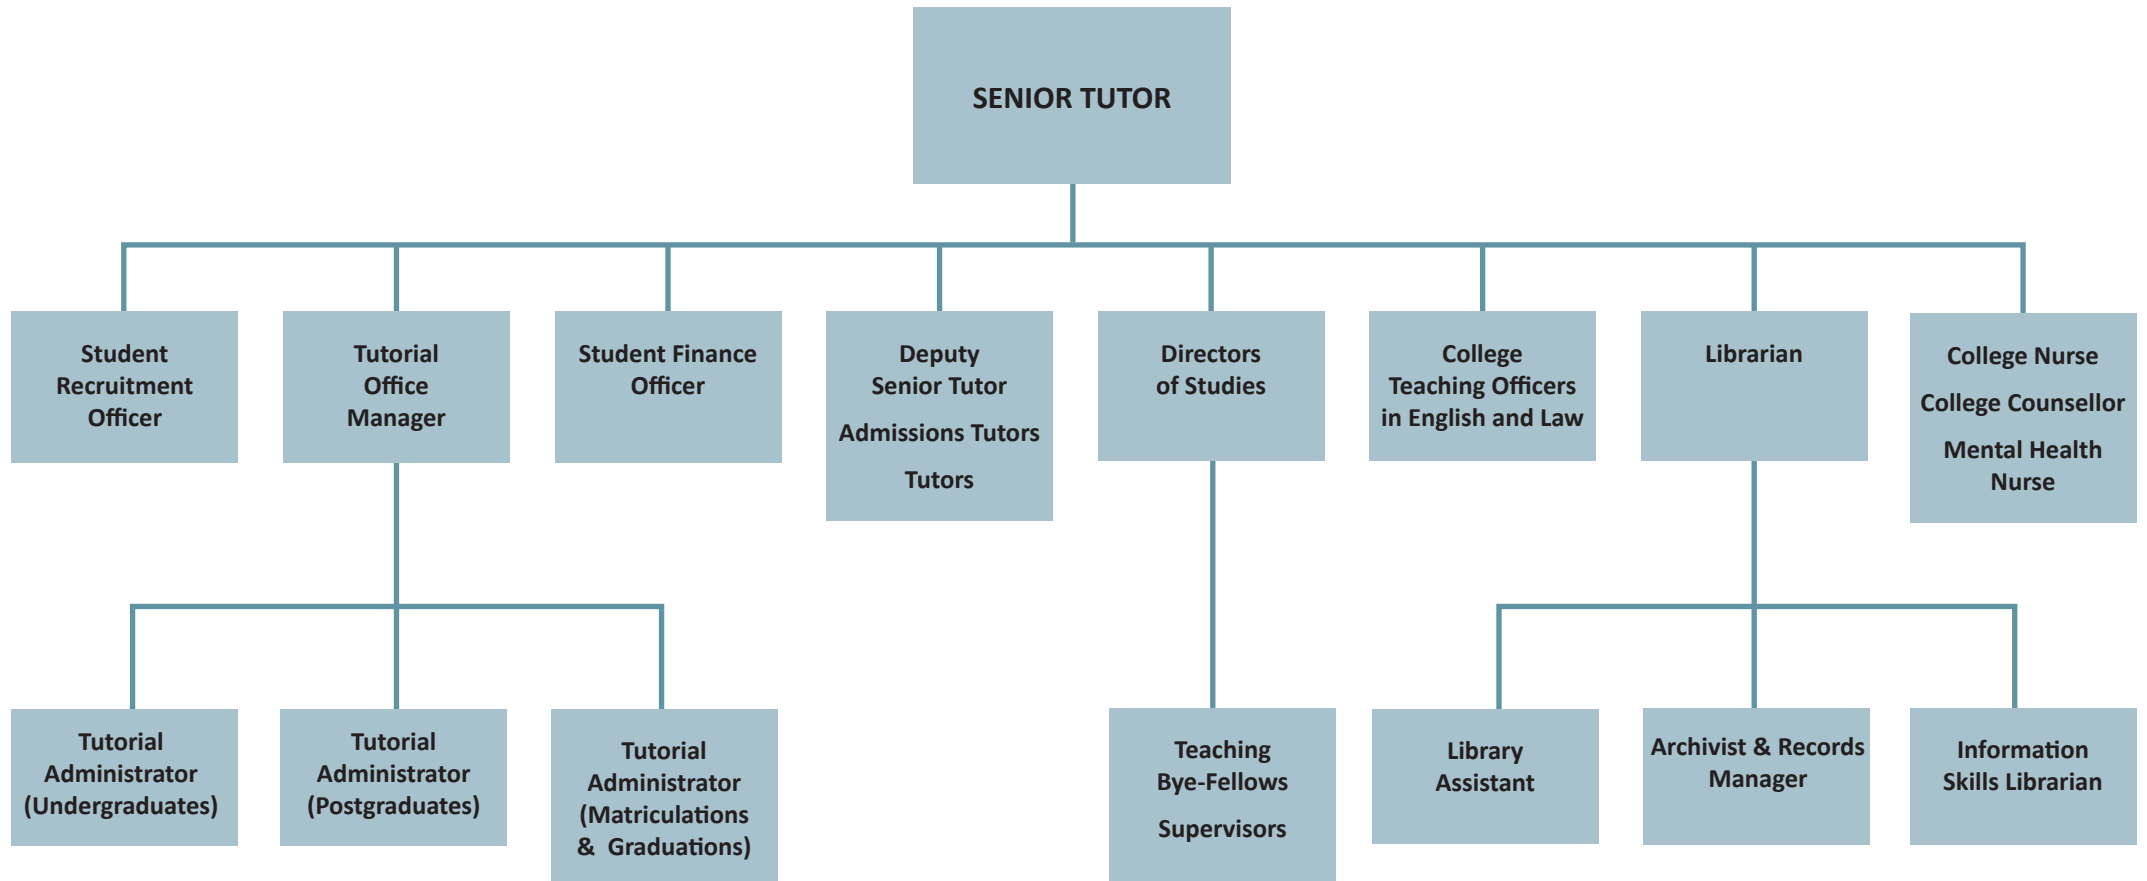 SENIOR TUTOR
Student
Recruitment
Officer
Tutorial
Office
Manager
Student Finance
Officer
Deputy
Senior Tutor
Admissions Tutors
Tutors
Directors
of Studies
College
Teaching Officers
in English and Law
Librarian
College Nurse
College Counsellor
Mental Health
Nurse
Tutorial
Administrator
(Undergraduates)
Tutorial
Administrator
(Postgraduates)
Tutorial
Administrator
(Matriculations
& Graduations)
Teaching
Bye-Fellows
Supervisors
Library
Assistant
Archivist & Records
Manager
Information
Skills Librarian